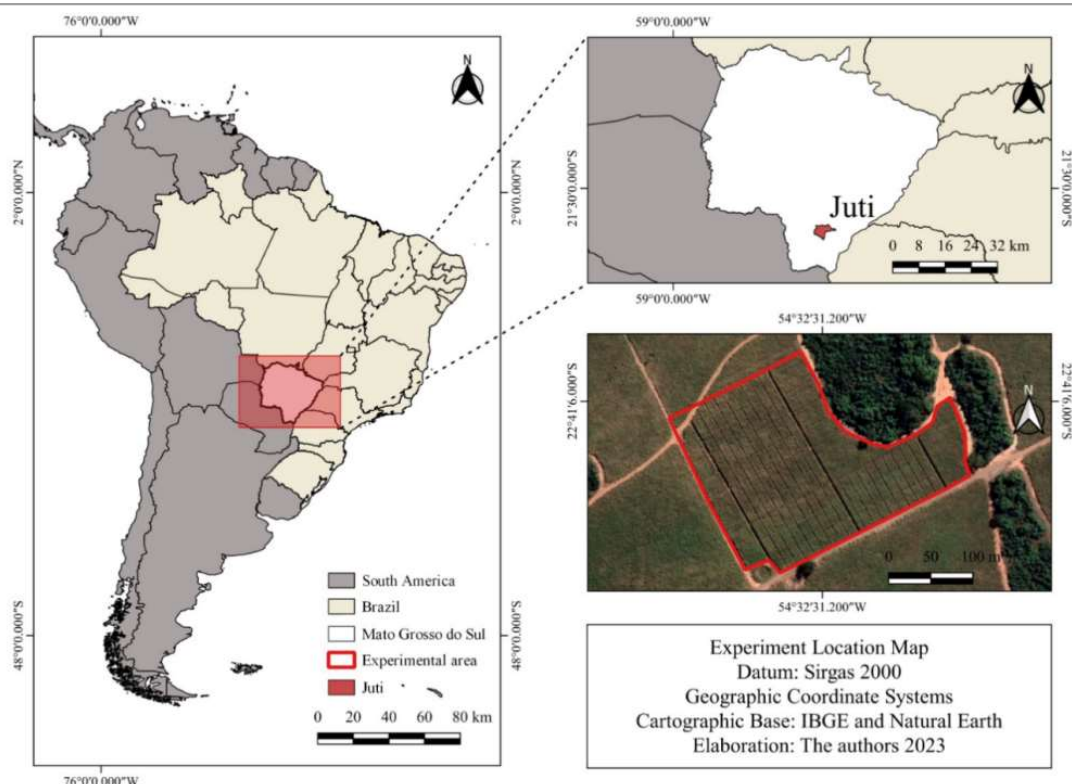 76°0'0.000"W
N
2°0'0.000"N
48°0'0.000"S
South America
Brazil
Mato Grosso do Sul
Experimental area
Juti
0 20 40 60 80 km
76°0'0.000"W
59°0'0.000"W
N
21°30'0.000"S
21°30'0.000"S
Juti
0 8 16 24 32 km
59°0'0.000"W
54°32'31.200"W
22°41'6.000"S
22°41'6.000"S
N
0 50 100 m
54°32'31.200"W
2°0'0.000"N
48°0'0.000"S
Experiment Location Map
Datum: Sirgas 2000
Geographic Coordinate Systems
Cartographic Base: IBGE and Natural Earth
Elaboration: The authors 2023